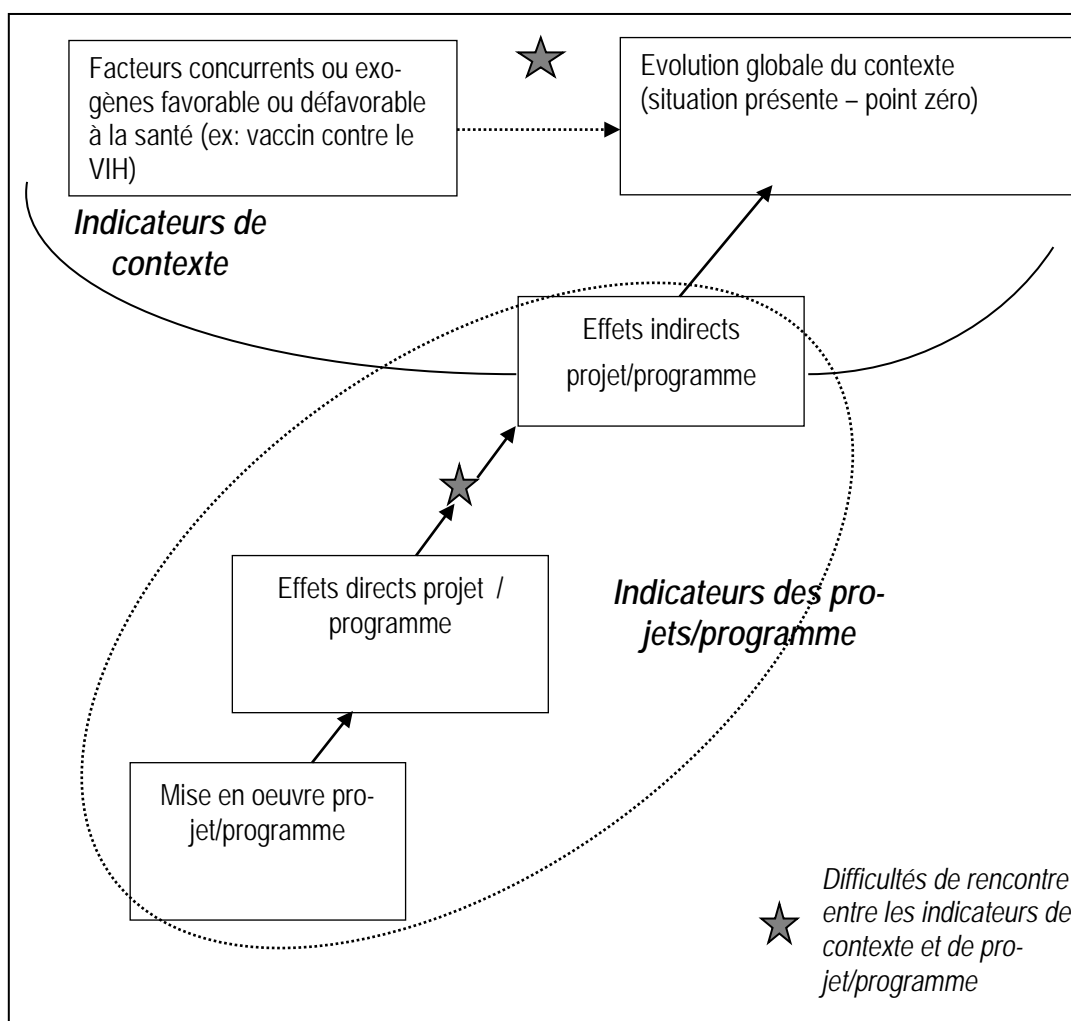 Facteurs concurrents ou exo-
gènes favorable ou défavorable
à la santé (ex: vaccin contre le
VIH)
Evolution globale du contexte
(situation présente – point zéro)
Indicateurs de
contexte
Effets indirects
projet/programme
Effets directs projet /
programme
Indicateurs des pro-
jets/programme
Mise en oeuvre pro-
jet/programme
Difficultés de rencontre
entre les indicateurs de
contexte et de pro-
jet/programme